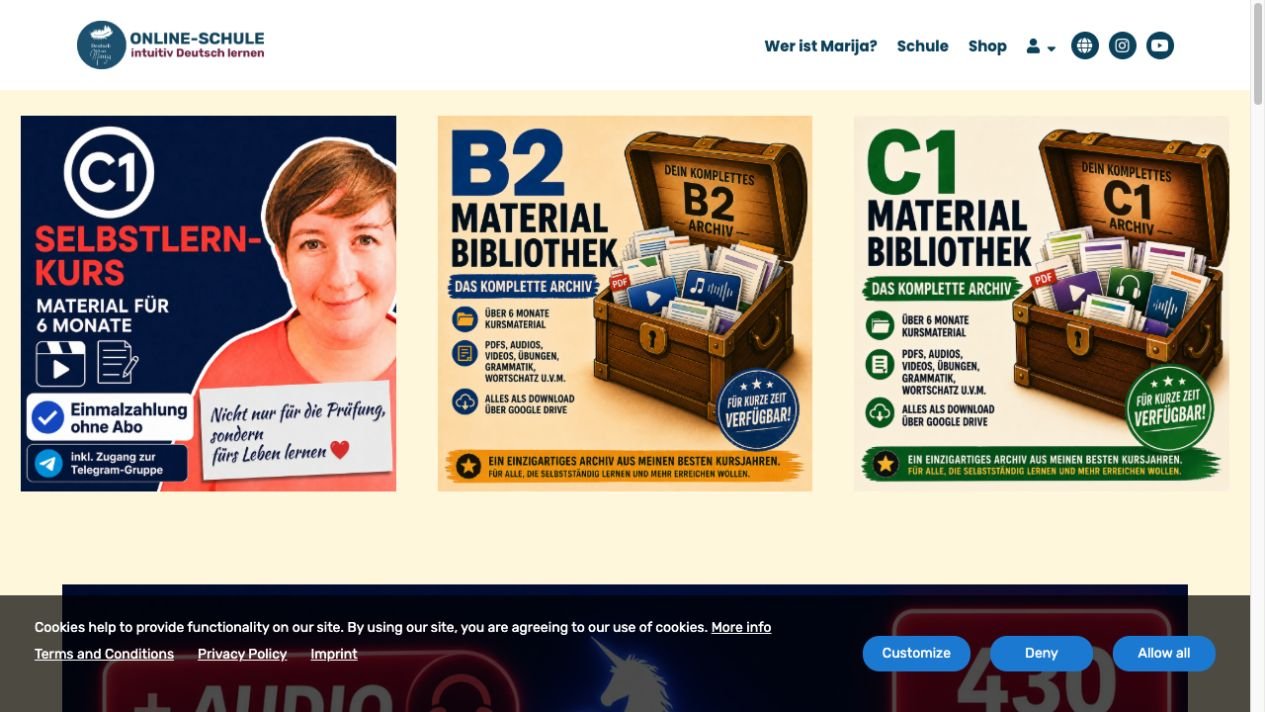 ONLINE-SCHULE
intuitiv Deutsch lernen
Wer ist Marija?
Schule
Shop
C1
SELBSTLERN-
KURS
MATERIAL FÜR
6 MONATE
Einmalzahlung
ohne Abo
inkl. Zugang zur
Telegram-Gruppe
Nicht nur für die Prüfung,
sondern
fürs Leben lernen
B2
MATERIAL
BIBLIOTHEK
DAS KOMPLETTE ARCHIV
ÜBER 6 MONATE
KURSMATERIAL
PDFS, AUDIOS,
VIDEOS, ÜBUNGEN,
GRAMMATIK,
WORTSCHATZ U.V.M.
ALLES ALS DOWNLOAD
ÜBER GOOGLE DRIVE
DEIN KOMPLETTES
B2
ARCHIV
PDF
FÜR KURZE ZEIT
VERFÜGBAR!
EIN EINZIGARTIGES ARCHIV AUS MEINEN BESTEN KURSJAHREN.
FÜR ALLE, DIE SELBSTSTÄNDIG LERNEN UND MEHR ERREICHEN WOLLEN.
C1
MATERIAL
BIBLIOTHEK
DAS KOMPLETTE ARCHIV
ÜBER 6 MONATE
KURSMATERIAL
PDFS, AUDIOS,
VIDEOS, ÜBUNGEN,
GRAMMATIK,
WORTSCHATZ U.V.M.
ALLES ALS DOWNLOAD
ÜBER GOOGLE DRIVE
DEIN KOMPLETTES
C1
ARCHIV
PDF
FÜR KURZE ZEIT
VERFÜGBAR!
EIN EINZIGARTIGES ARCHIV AUS MEINEN BESTEN KURSJAHREN.
FÜR ALLE, DIE SELBSTSTÄNDIG LERNEN UND MEHR ERREICHEN WOLLEN.
Cookies help to provide functionality on our site. By using our site, you are agreeing to our use of cookies. More info
Terms and Conditions
Privacy Policy
Imprint
Customize
Deny
Allow all
+ AUDIO
430